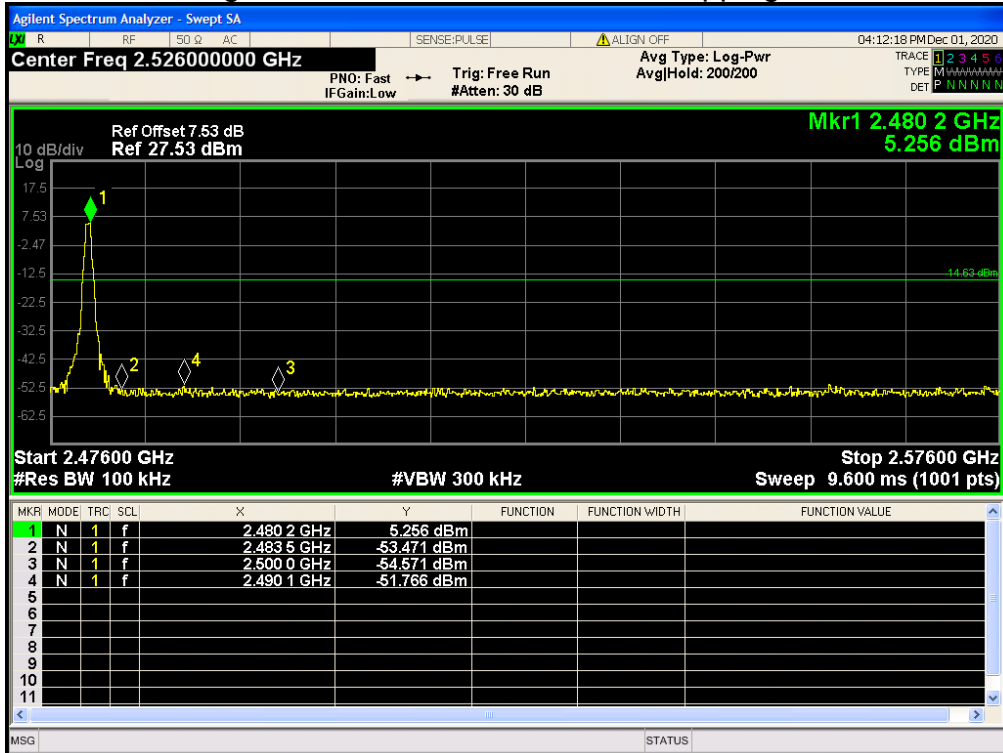 Agilent Spectrum Analyzer - Swept SA
LXI R RF 50 Ω AC SENSE:PULSE ALIGN OFF 04:12:18 PM Dec 01, 2020
Center Freq 2.526000000 GHz
PNO: Fast
IFGain:Low
Trig: Free Run
#Atten: 30 dB
Avg Type: Log-Pwr
Avg|Hold: 200/200
TRACE 1 2 3 4 5 6
TYPE M
DET P N N N N N
Mkr1 2.480 2 GHz
5.256 dBm
Ref Offset 7.53 dB
10 dB/div Ref 27.53 dBm
Log
17.5
7.53
-2.47
-12.5
-22.5
-32.5
-42.5
-52.5
-62.5
1
-14.63 dBm
2
4
3
Start 2.47600 GHz Stop 2.57600 GHz
#Res BW 100 kHz #VBW 300 kHz Sweep 9.600 ms (1001 pts)
MKR MODE TRC SCL X Y FUNCTION FUNCTION WIDTH FUNCTION VALUE
1 N 1 f 2.480 2 GHz 5.256 dBm
2 N 1 f 2.483 5 GHz -53.471 dBm
3 N 1 f 2.500 0 GHz -54.571 dBm
4 N 1 f 2.490 1 GHz -51.766 dBm
5
6
7
8
9
10
11
MSG STATUS